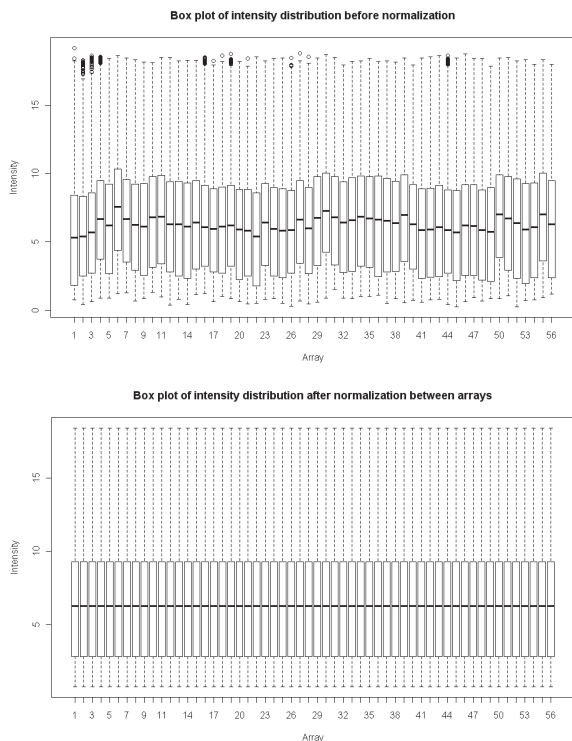 Box plot of intensity distribution before normalization
15
10
5
0
Intensity
1 3 5 7 9 11 14 17 20 23 26 29 32 35 38 41 44 47 50 53 56
Array
Box plot of intensity distribution after normalization between arrays
15
10
5
Intensity
1 3 5 7 9 11 14 17 20 23 26 29 32 35 38 41 44 47 50 53 56
Array